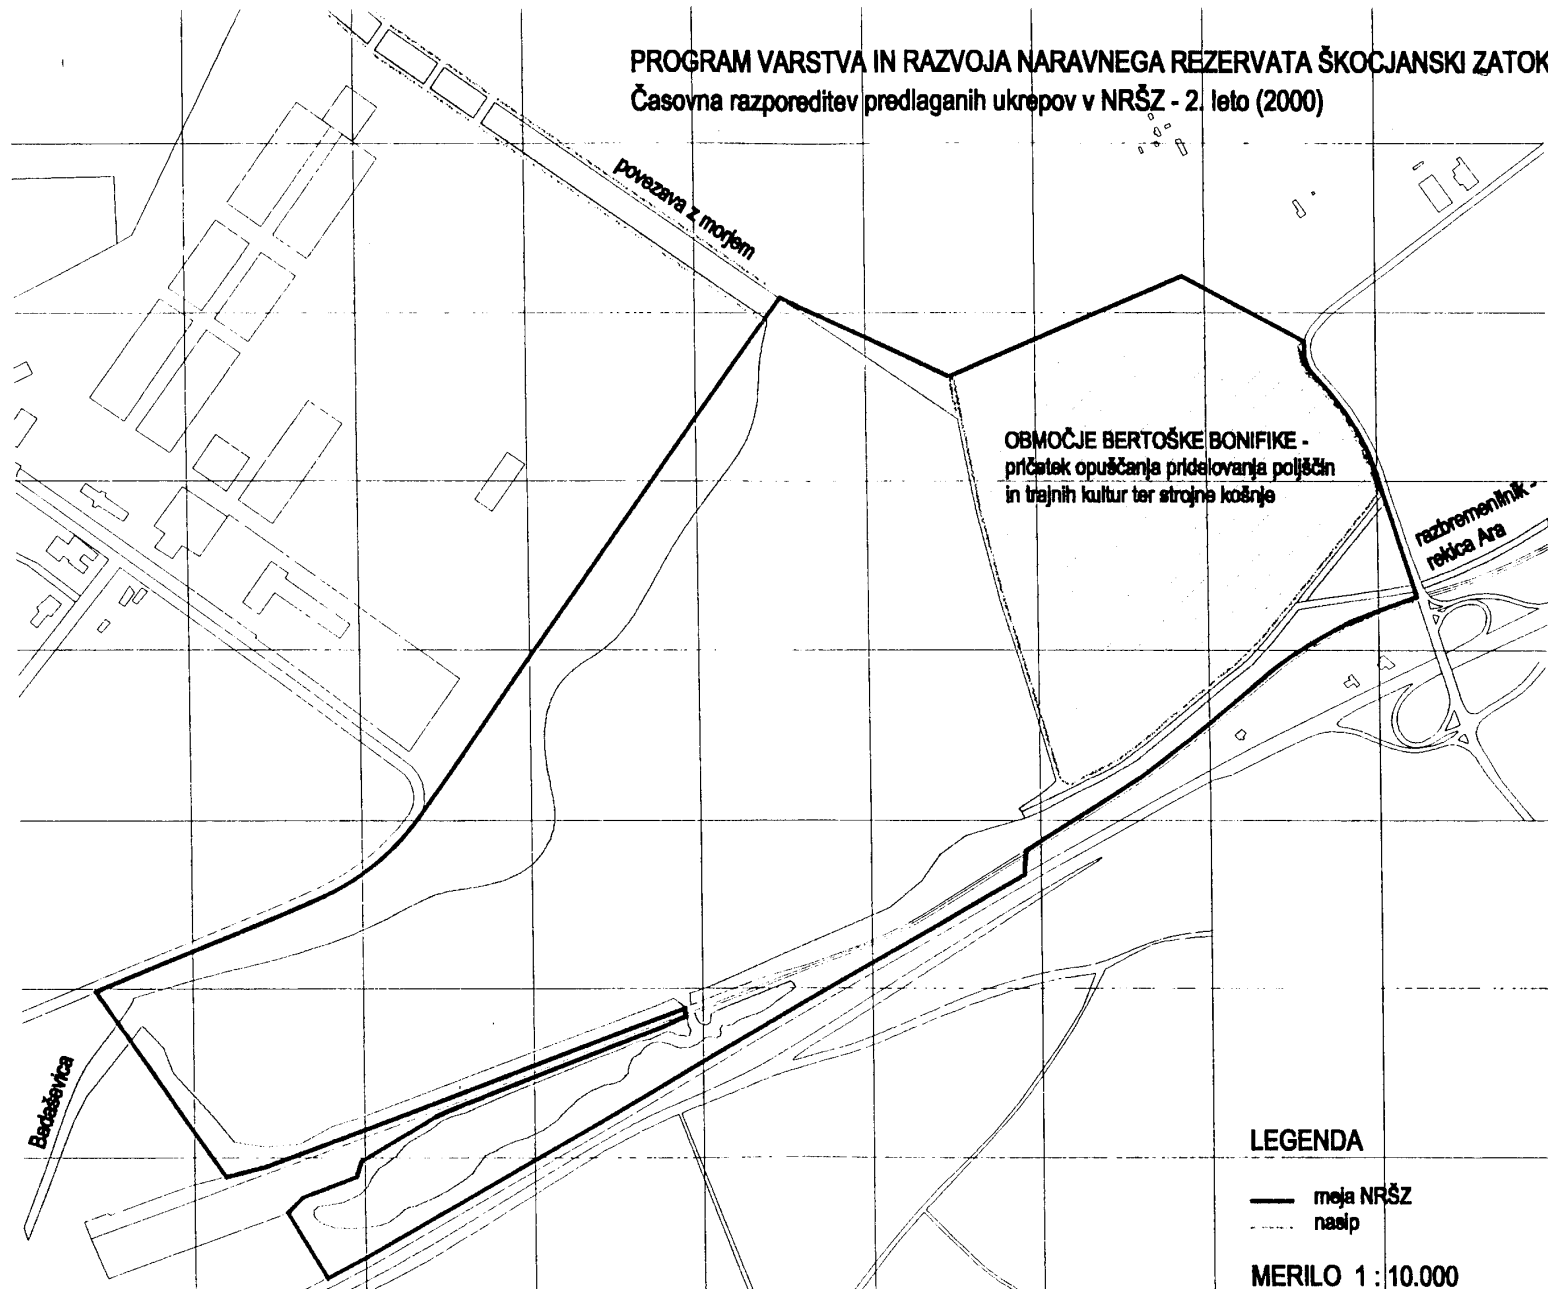 PROGRAM VARSTVA IN RAZVOJA NARAVNEGA REZERVATA ŠKOCJANSKI ZATOK
Časovna razporeditev predlaganih ukrepov v NRŠZ - 2. leto (2000)
povezava z morjem
OBMOČJE BERTOŠKE BONIFIKE -
pričetek opuščanja pridelovanja poljščin
in trajnih kultur ter strojne košnje
razbremenilnik -
rekica Ara
Badaševica
LEGENDA
meja NRŠZ
nasip
MERILO 1 : 10.000